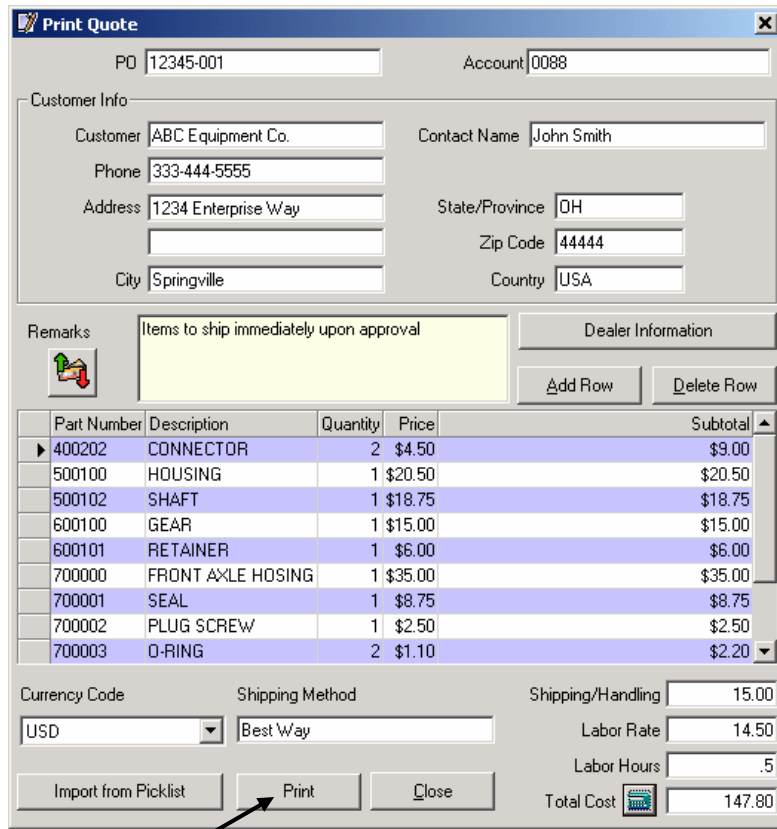 Print Quote
PO 12345-001 Account 0088
Customer Info
Customer ABC Equipment Co. Contact Name John Smith
Phone 333-444-5555
Address 1234 Enterprise Way State/Province OH
Zip Code 44444
City Springville Country USA
Remarks Items to ship immediately upon approval Dealer Information
Add Row Delete Row
Part Number Description Quantity Price Subtotal
400202 CONNECTOR 2 $4.50 $9.00
500100 HOUSING 1 $20.50 $20.50
500102 SHAFT 1 $18.75 $18.75
600100 GEAR 1 $15.00 $15.00
600101 RETAINER 1 $6.00 $6.00
700000 FRONT AXLE HOSING 1 $35.00 $35.00
700001 SEAL 1 $8.75 $8.75
700002 PLUG SCREW 1 $2.50 $2.50
700003 O-RING 2 $1.10 $2.20
Currency Code Shipping Method Shipping/Handling 15.00
USD Best Way Labor Rate 14.50
Labor Hours .5
Import from Picklist Print Close Total Cost 147.80